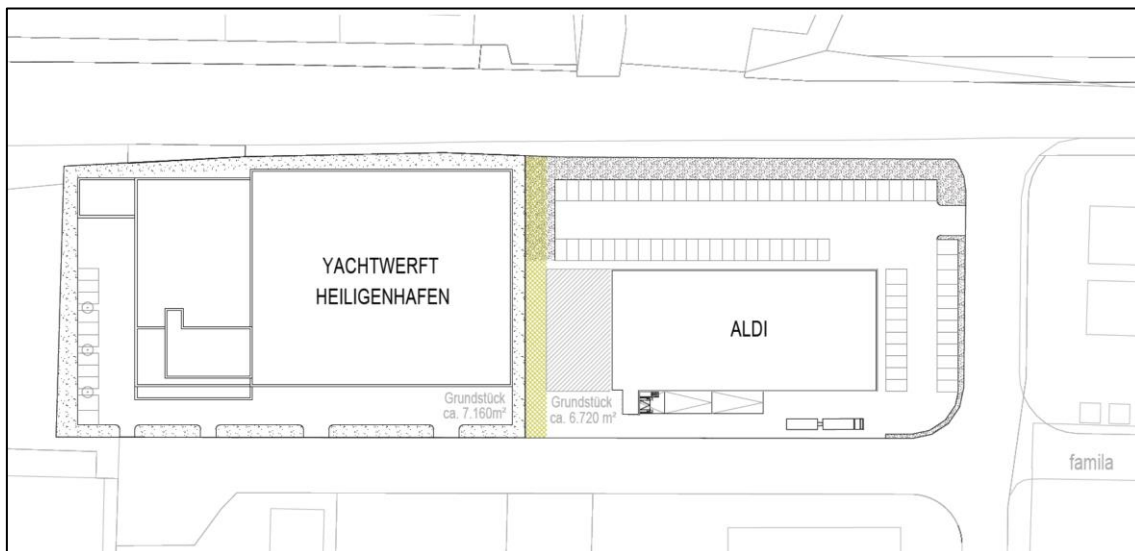 YACHTWERFT
HEILIGENHAFEN
ALDI
Grundstück
ca. 7.160m²
Grundstück
ca. 6.720 m²
famila